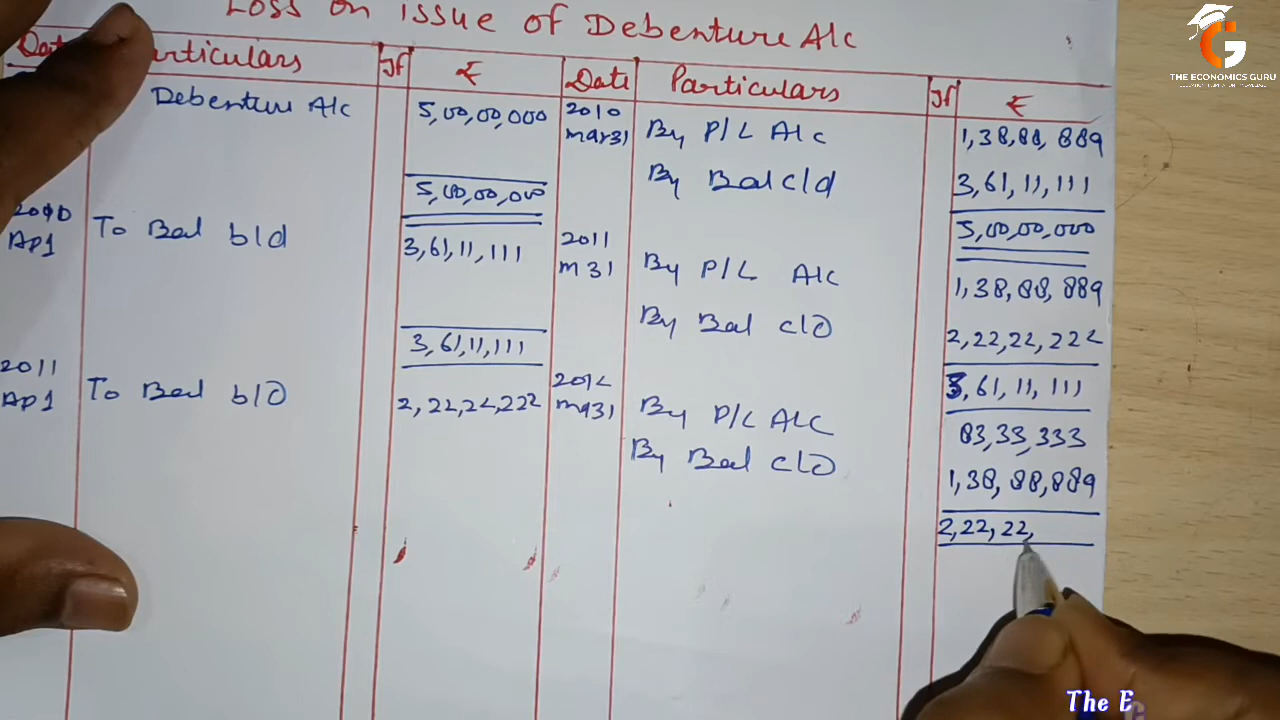 Loss on issue of Debenture A/c
Particulars Jf ₹ Date Particulars Jf ₹
Debenture A/c 5,00,00,000 2010 mar31 By P/L A/c 1,38,88,889
By Bal c/d 3,61,11,111
5,00,00,000 5,00,00,000
2010 Ap1 To Bal b/d 3,61,11,111 2011 m31 By P/L A/c 1,38,88,889
By Bal c/D 2,22,22,222
3,61,11,111 3,61,11,111
2011 Ap1 To Bal b/D 2,22,22,222 2012 ma31 By P/L A/C 83,33,333
By Bal c/D 1,38,88,889
2,22,22,
G
THE ECONOMICS GURU
The E